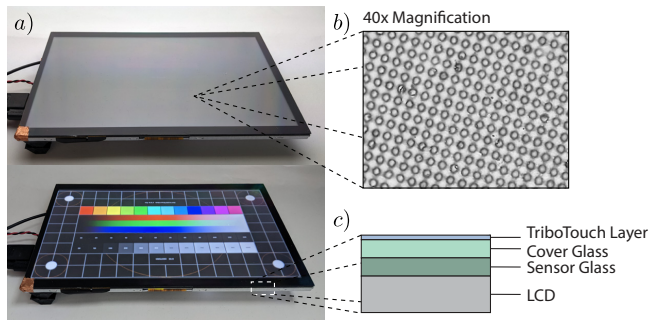 a)
b)
40x Magnification
c)
TriboTouch Layer
Cover Glass
Sensor Glass
LCD